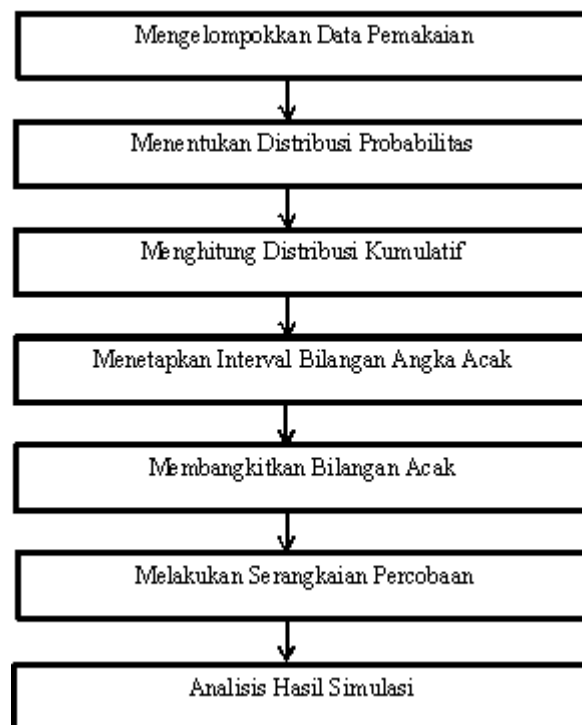 Mengelompokkan Data Pemakaian
Menentukan Distribusi Probabilitas
Menghitung Distribusi Kumulatif
Menetapkan Interval Bilangan Angka Acak
Membangkitkan Bilangan Acak
Melakukan Serangkaian Percobaan
Analisis Hasil Simulasi